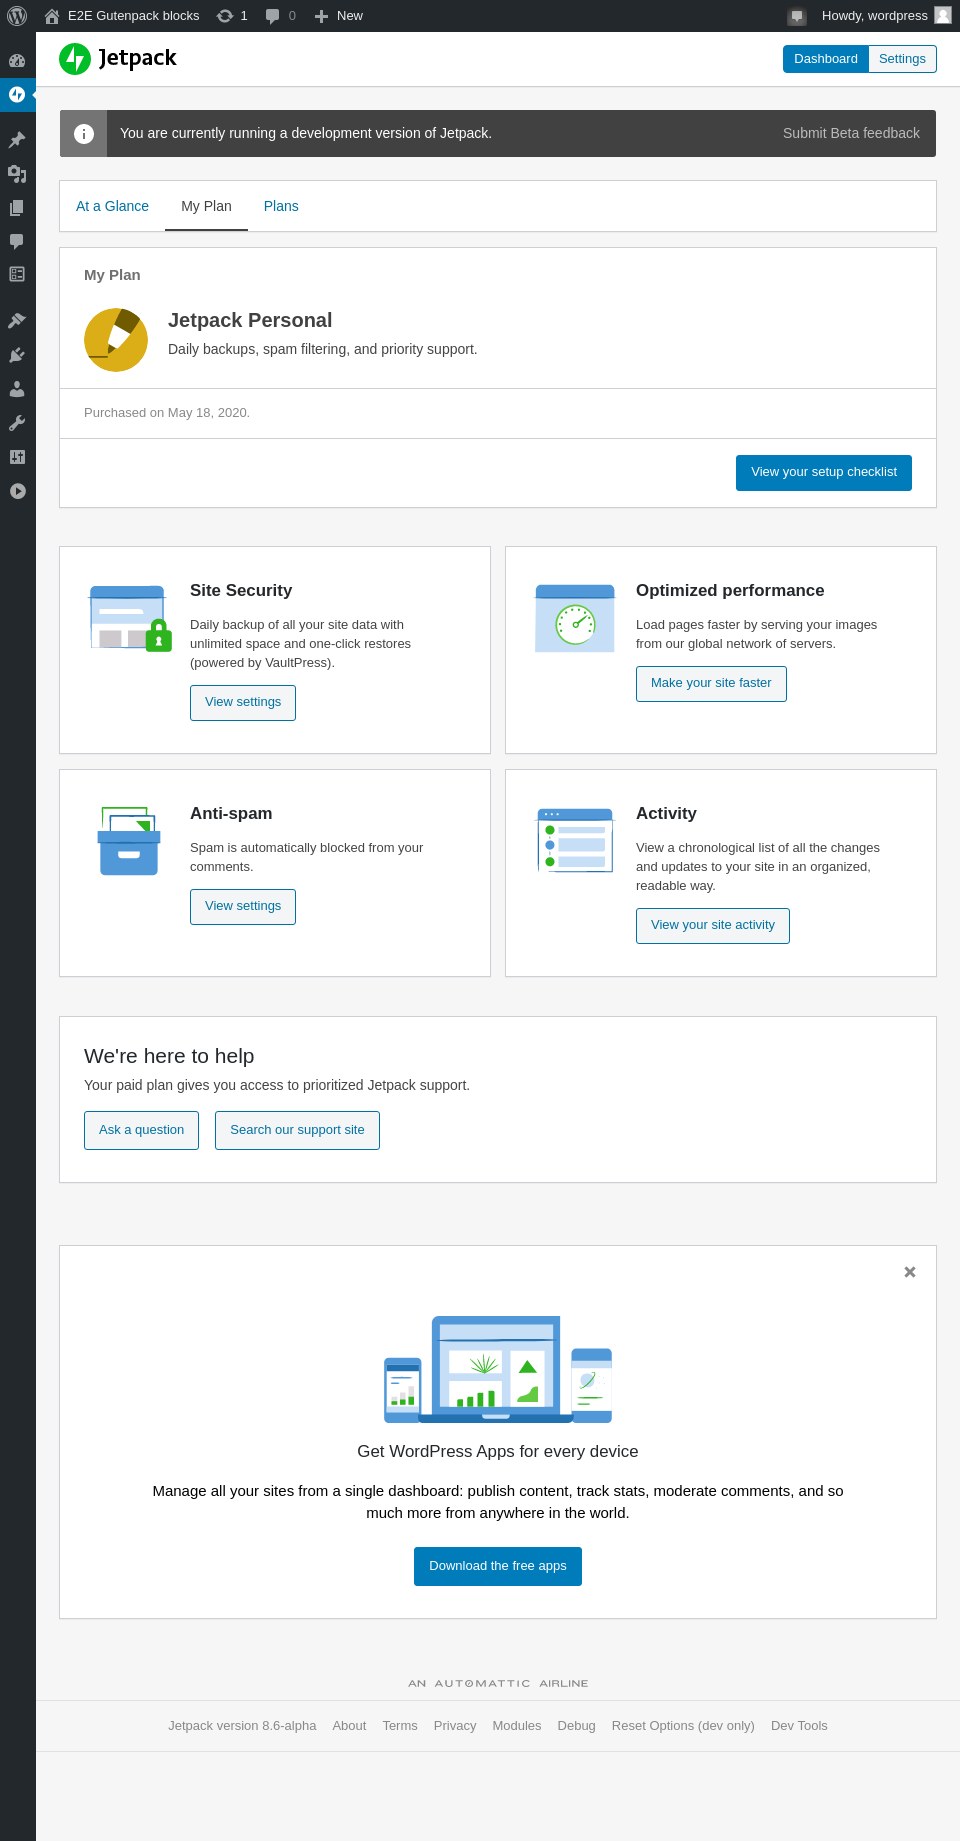 E2E Gutenpack blocks 1 0 New Howdy, wordpress
Jetpack Dashboard Settings
You are currently running a development version of Jetpack. Submit Beta feedback
At a Glance My Plan Plans
My Plan
Jetpack Personal
Daily backups, spam filtering, and priority support.
Purchased on May 18, 2020.
View your setup checklist
Site Security
Daily backup of all your site data with
unlimited space and one-click restores
(powered by VaultPress).
View settings
Optimized performance
Load pages faster by serving your images
from our global network of servers.
Make your site faster
Anti-spam
Spam is automatically blocked from your
comments.
View settings
Activity
View a chronological list of all the changes
and updates to your site in an organized,
readable way.
View your site activity
We're here to help
Your paid plan gives you access to prioritized Jetpack support.
Ask a question Search our support site
Get WordPress Apps for every device
Manage all your sites from a single dashboard: publish content, track stats, moderate comments, and so
much more from anywhere in the world.
Download the free apps
AN AUTOMATTIC AIRLINE
Jetpack version 8.6-alpha About Terms Privacy Modules Debug Reset Options (dev only) Dev Tools